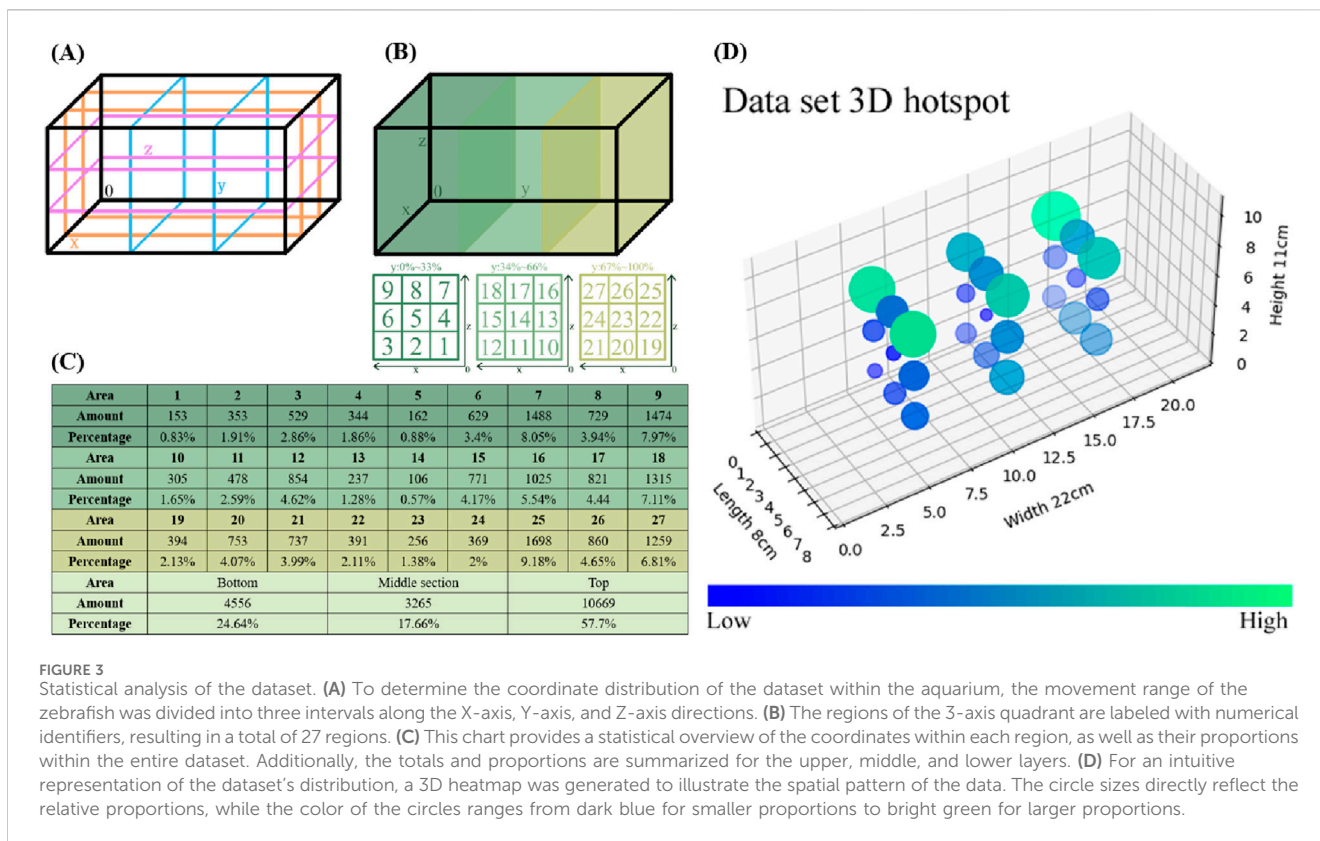 (A)
z
0
y
x
(B)
z
0
y
x
y:0%~33%
9 8 7
6 5 4
3 2 1
z
x
y:34%~66%
18 17 16
15 14 13
12 11 10
z
x
y:67%~100%
27 26 25
24 23 22
21 20 19
z
x
0
(C)
Area 1 2 3 4 5 6 7 8 9
Amount 153 353 529 344 162 629 1488 729 1474
Percentage 0.83% 1.91% 2.86% 1.86% 0.88% 3.4% 8.05% 3.94% 7.97%
Area 10 11 12 13 14 15 16 17 18
Amount 305 478 854 237 106 771 1025 821 1315
Percentage 1.65% 2.59% 4.62% 1.28% 0.57% 4.17% 5.54% 4.44 7.11%
Area 19 20 21 22 23 24 25 26 27
Amount 394 753 737 391 256 369 1698 860 1259
Percentage 2.13% 4.07% 3.99% 2.11% 1.38% 2% 9.18% 4.65% 6.81%
Area Bottom Middle section Top
Amount 4556 3265 10669
Percentage 24.64% 17.66% 57.7%
(D)
Data set 3D hotspot
10
8
6
4
2
0
Height 11cm
0 1 2 3 4 5 6 7 8
Length 8cm
0.0 2.5 5.0 7.5 10.0 12.5 15.0 17.5 20.0
Width 22cm
Low High
FIGURE 3
Statistical analysis of the dataset. (A) To determine the coordinate distribution of the dataset within the aquarium, the movement range of the
zebrafish was divided into three intervals along the X-axis, Y-axis, and Z-axis directions. (B) The regions of the 3-axis quadrant are labeled with numerical
identifiers, resulting in a total of 27 regions. (C) This chart provides a statistical overview of the coordinates within each region, as well as their proportions
within the entire dataset. Additionally, the totals and proportions are summarized for the upper, middle, and lower layers. (D) For an intuitive
representation of the dataset's distribution, a 3D heatmap was generated to illustrate the spatial pattern of the data. The circle sizes directly reflect the
relative proportions, while the color of the circles ranges from dark blue for smaller proportions to bright green for larger proportions.